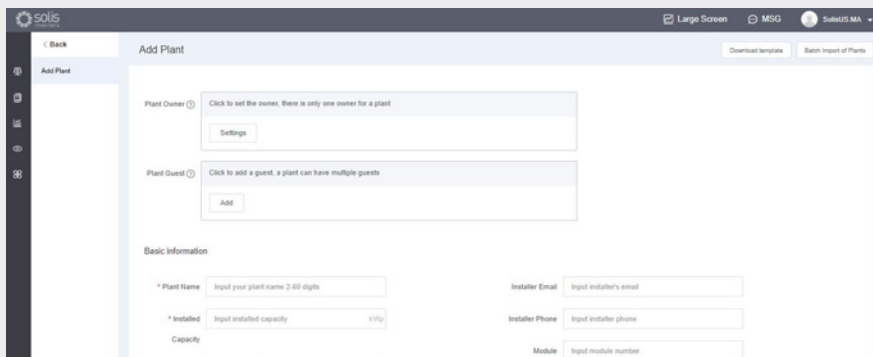 solis
Large Screen
MSG
SolisUS.MA
< Back
Add Plant
Add Plant
Download template
Batch Import of Plants
Plant Owner
Click to set the owner, there is only one owner for a plant
Settings
Plant Guest
Click to add a guest, a plant can have multiple guests
Add
Basic information
* Plant Name
Input your plant name 2-60 digits
Installer Email
Input installer's email
* Installed
Capacity
Input installed capacity
kWp
Installer Phone
Input installer phone
Module
Input module number